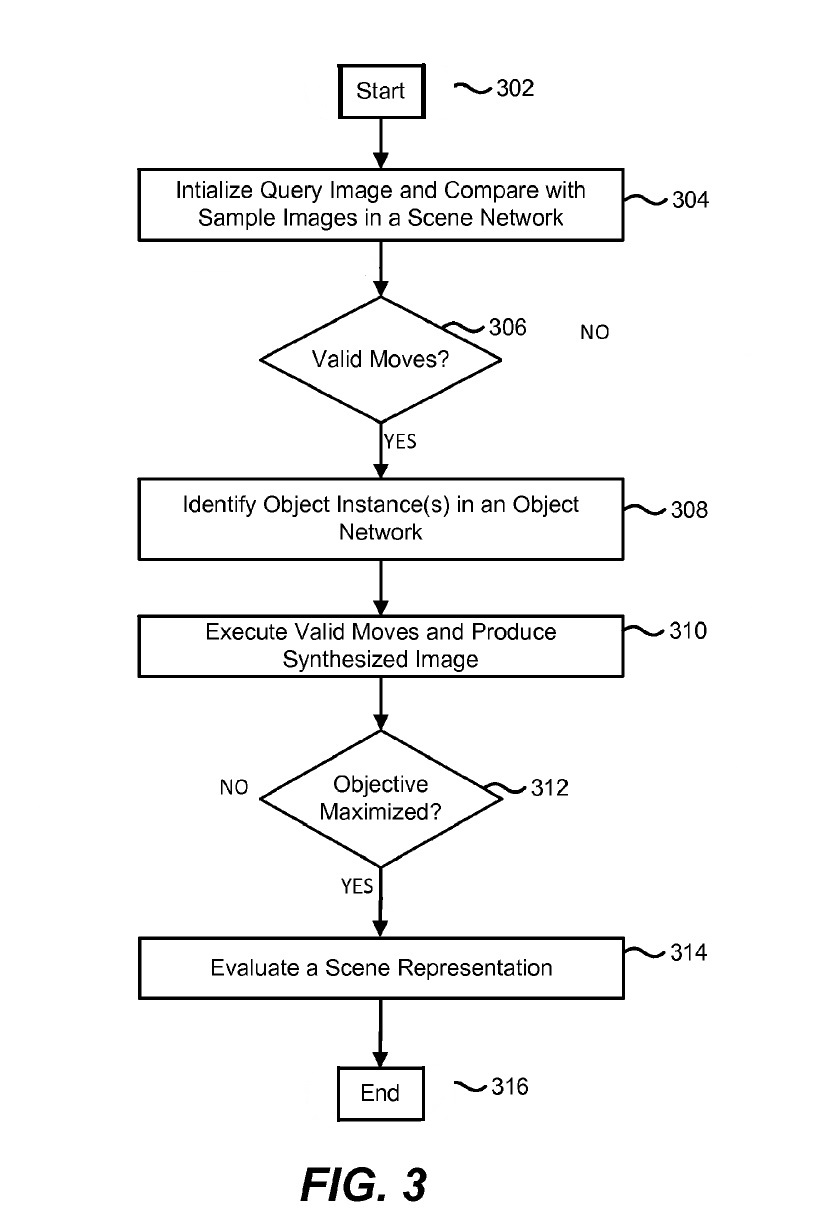 Start
302
Intialize Query Image and Compare with
Sample Images in a Scene Network
304
306
NO
Valid Moves?
YES
Identify Object Instance(s) in an Object
Network
308
Execute Valid Moves and Produce
Synthesized Image
310
NO
Objective
Maximized?
312
YES
Evaluate a Scene Representation
314
End
316
FIG. 3